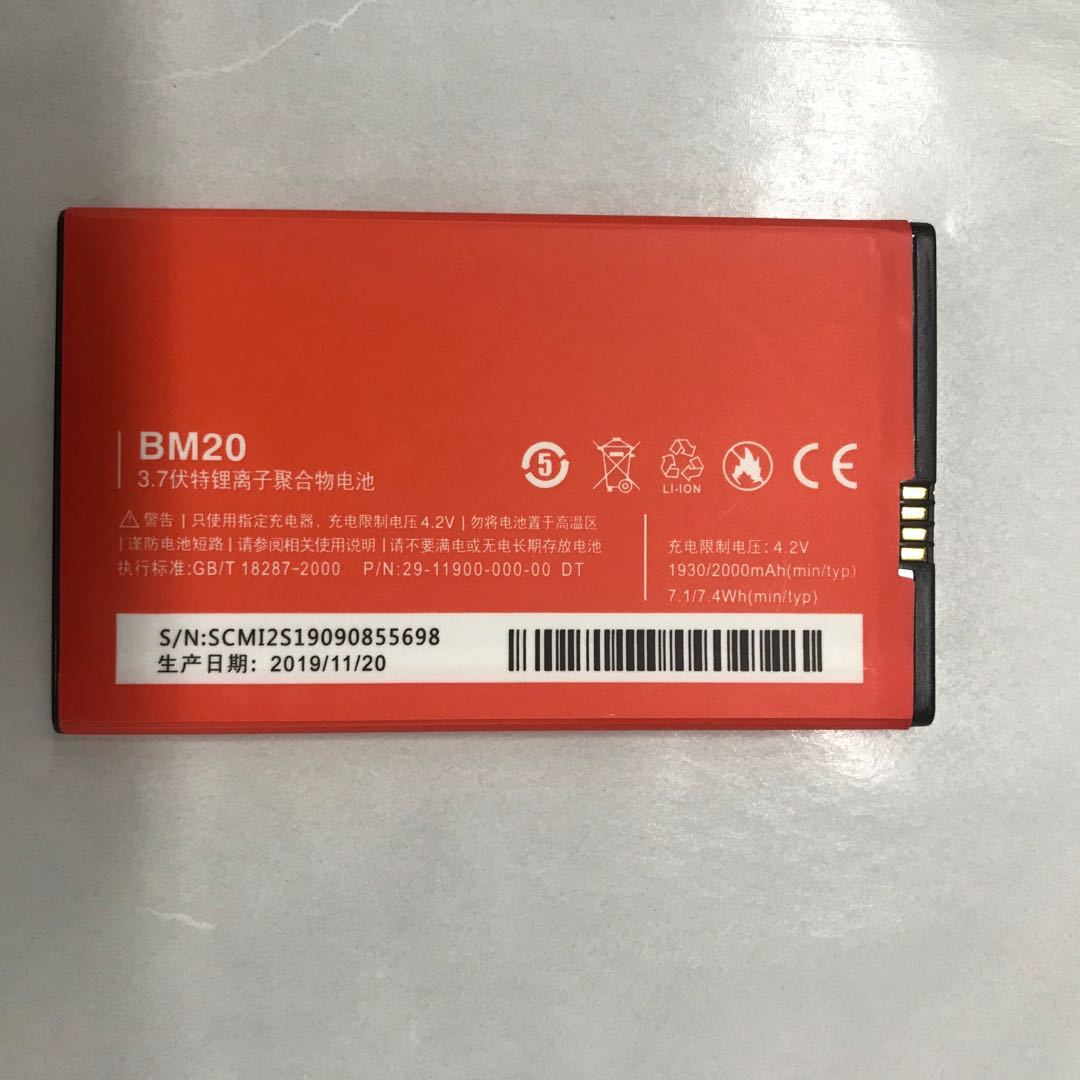 BM20
3.7伏特锂离子聚合物电池
5
LI-ION
CE
警告 | 只使用指定充电器、充电限制电压 4.2V | 勿将电池置于高温区
| 谨防电池短路 | 请参阅相关使用说明 | 请不要满电或无电长期存放电池
执行标准:GB/T 18287-2000 P/N:29-11900-000-00 DT
充电限制电压: 4.2V
1930/2000mAh(min/typ)
7.1/7.4Wh(min/typ)
S/N:SCMI2S19090855698
生产日期: 2019/11/20